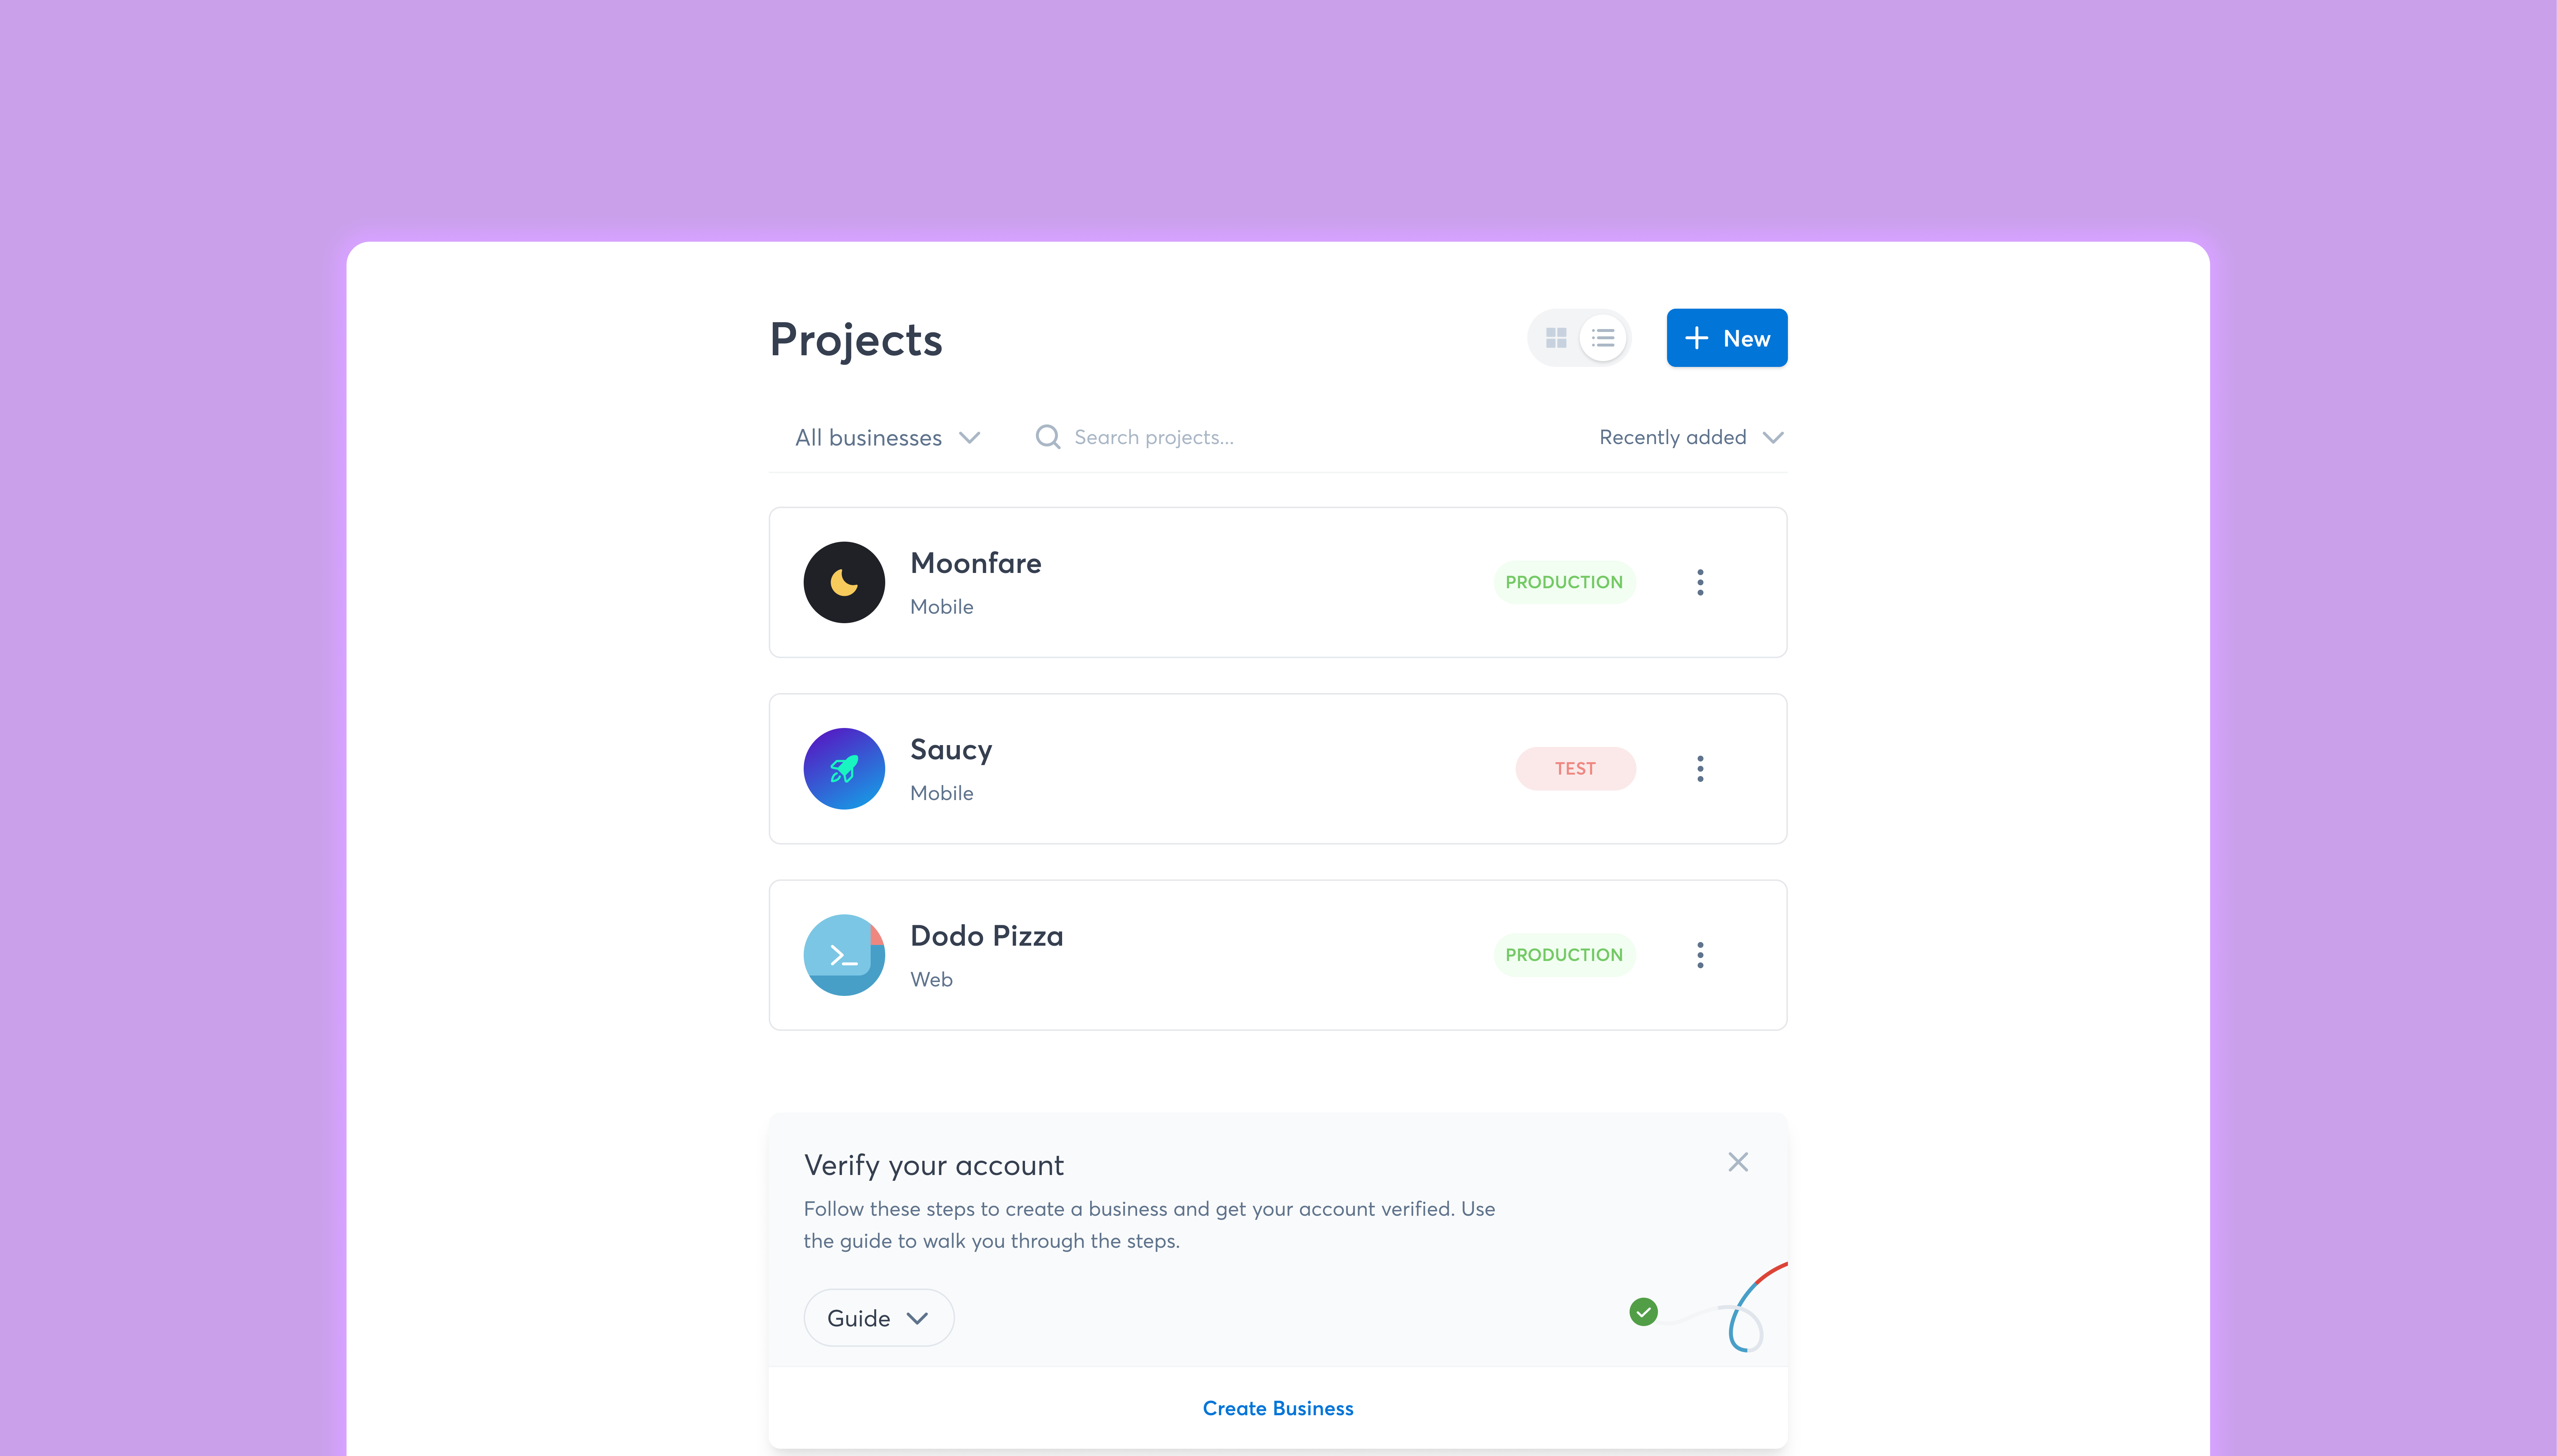 Projects
New
All businesses
Search projects...
Recently added
Moonfare
Mobile
PRODUCTION
Saucy
Mobile
TEST
Dodo Pizza
Web
PRODUCTION
Verify your account
Follow these steps to create a business and get your account verified. Use
the guide to walk you through the steps.
Guide
Create Business